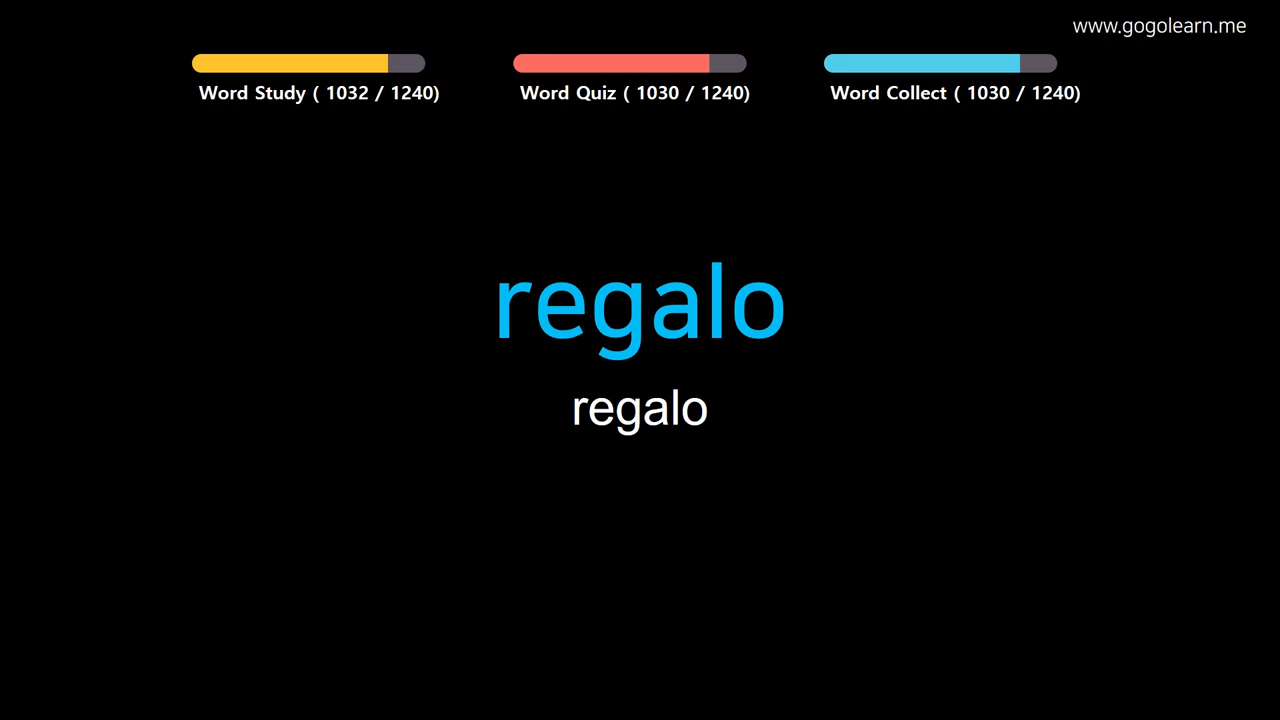 www.gogolearn.me
Word Study ( 1032 / 1240)
Word Quiz ( 1030 / 1240)
Word Collect ( 1030 / 1240)
regalo
regalo